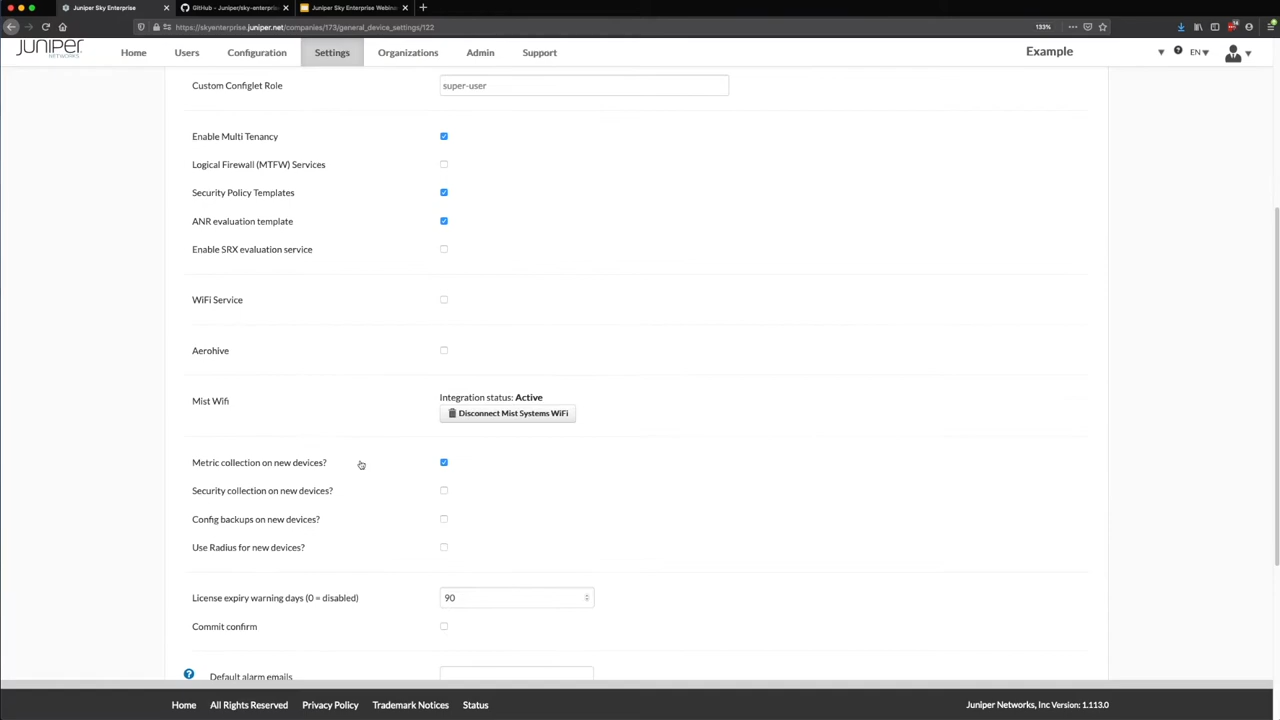 Juniper Sky Enterprise
GitHub - Juniper/sky-enterpris
Juniper Sky Enterprise Webina
https://skyenterprise.juniper.net/companies/173/general_device_settings/122
133%
JUNIPER
NETWORKS
Home
Users
Configuration
Settings
Organizations
Admin
Support
Example
EN
Custom Configlet Role
super-user
Enable Multi Tenancy
Logical Firewall (MTFW) Services
Security Policy Templates
ANR evaluation template
Enable SRX evaluation service
WiFi Service
Aerohive
Mist Wifi
Integration status: Active
Disconnect Mist Systems WiFi
Metric collection on new devices?
Security collection on new devices?
Config backups on new devices?
Use Radius for new devices?
License expiry warning days (0 = disabled)
90
Commit confirm
Default alarm emails
Home
All Rights Reserved
Privacy Policy
Trademark Notices
Status
Juniper Networks, Inc Version: 1.113.0